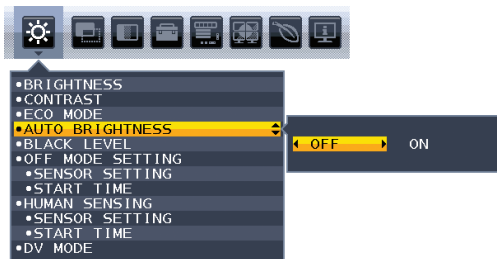 •BRIGHTNESS
•CONTRAST
•ECO MODE
•AUTO BRIGHTNESS
OFF ON
•BLACK LEVEL
•OFF MODE SETTING
•SENSOR SETTING
•START TIME
•HUMAN SENSING
•SENSOR SETTING
•START TIME
•DV MODE